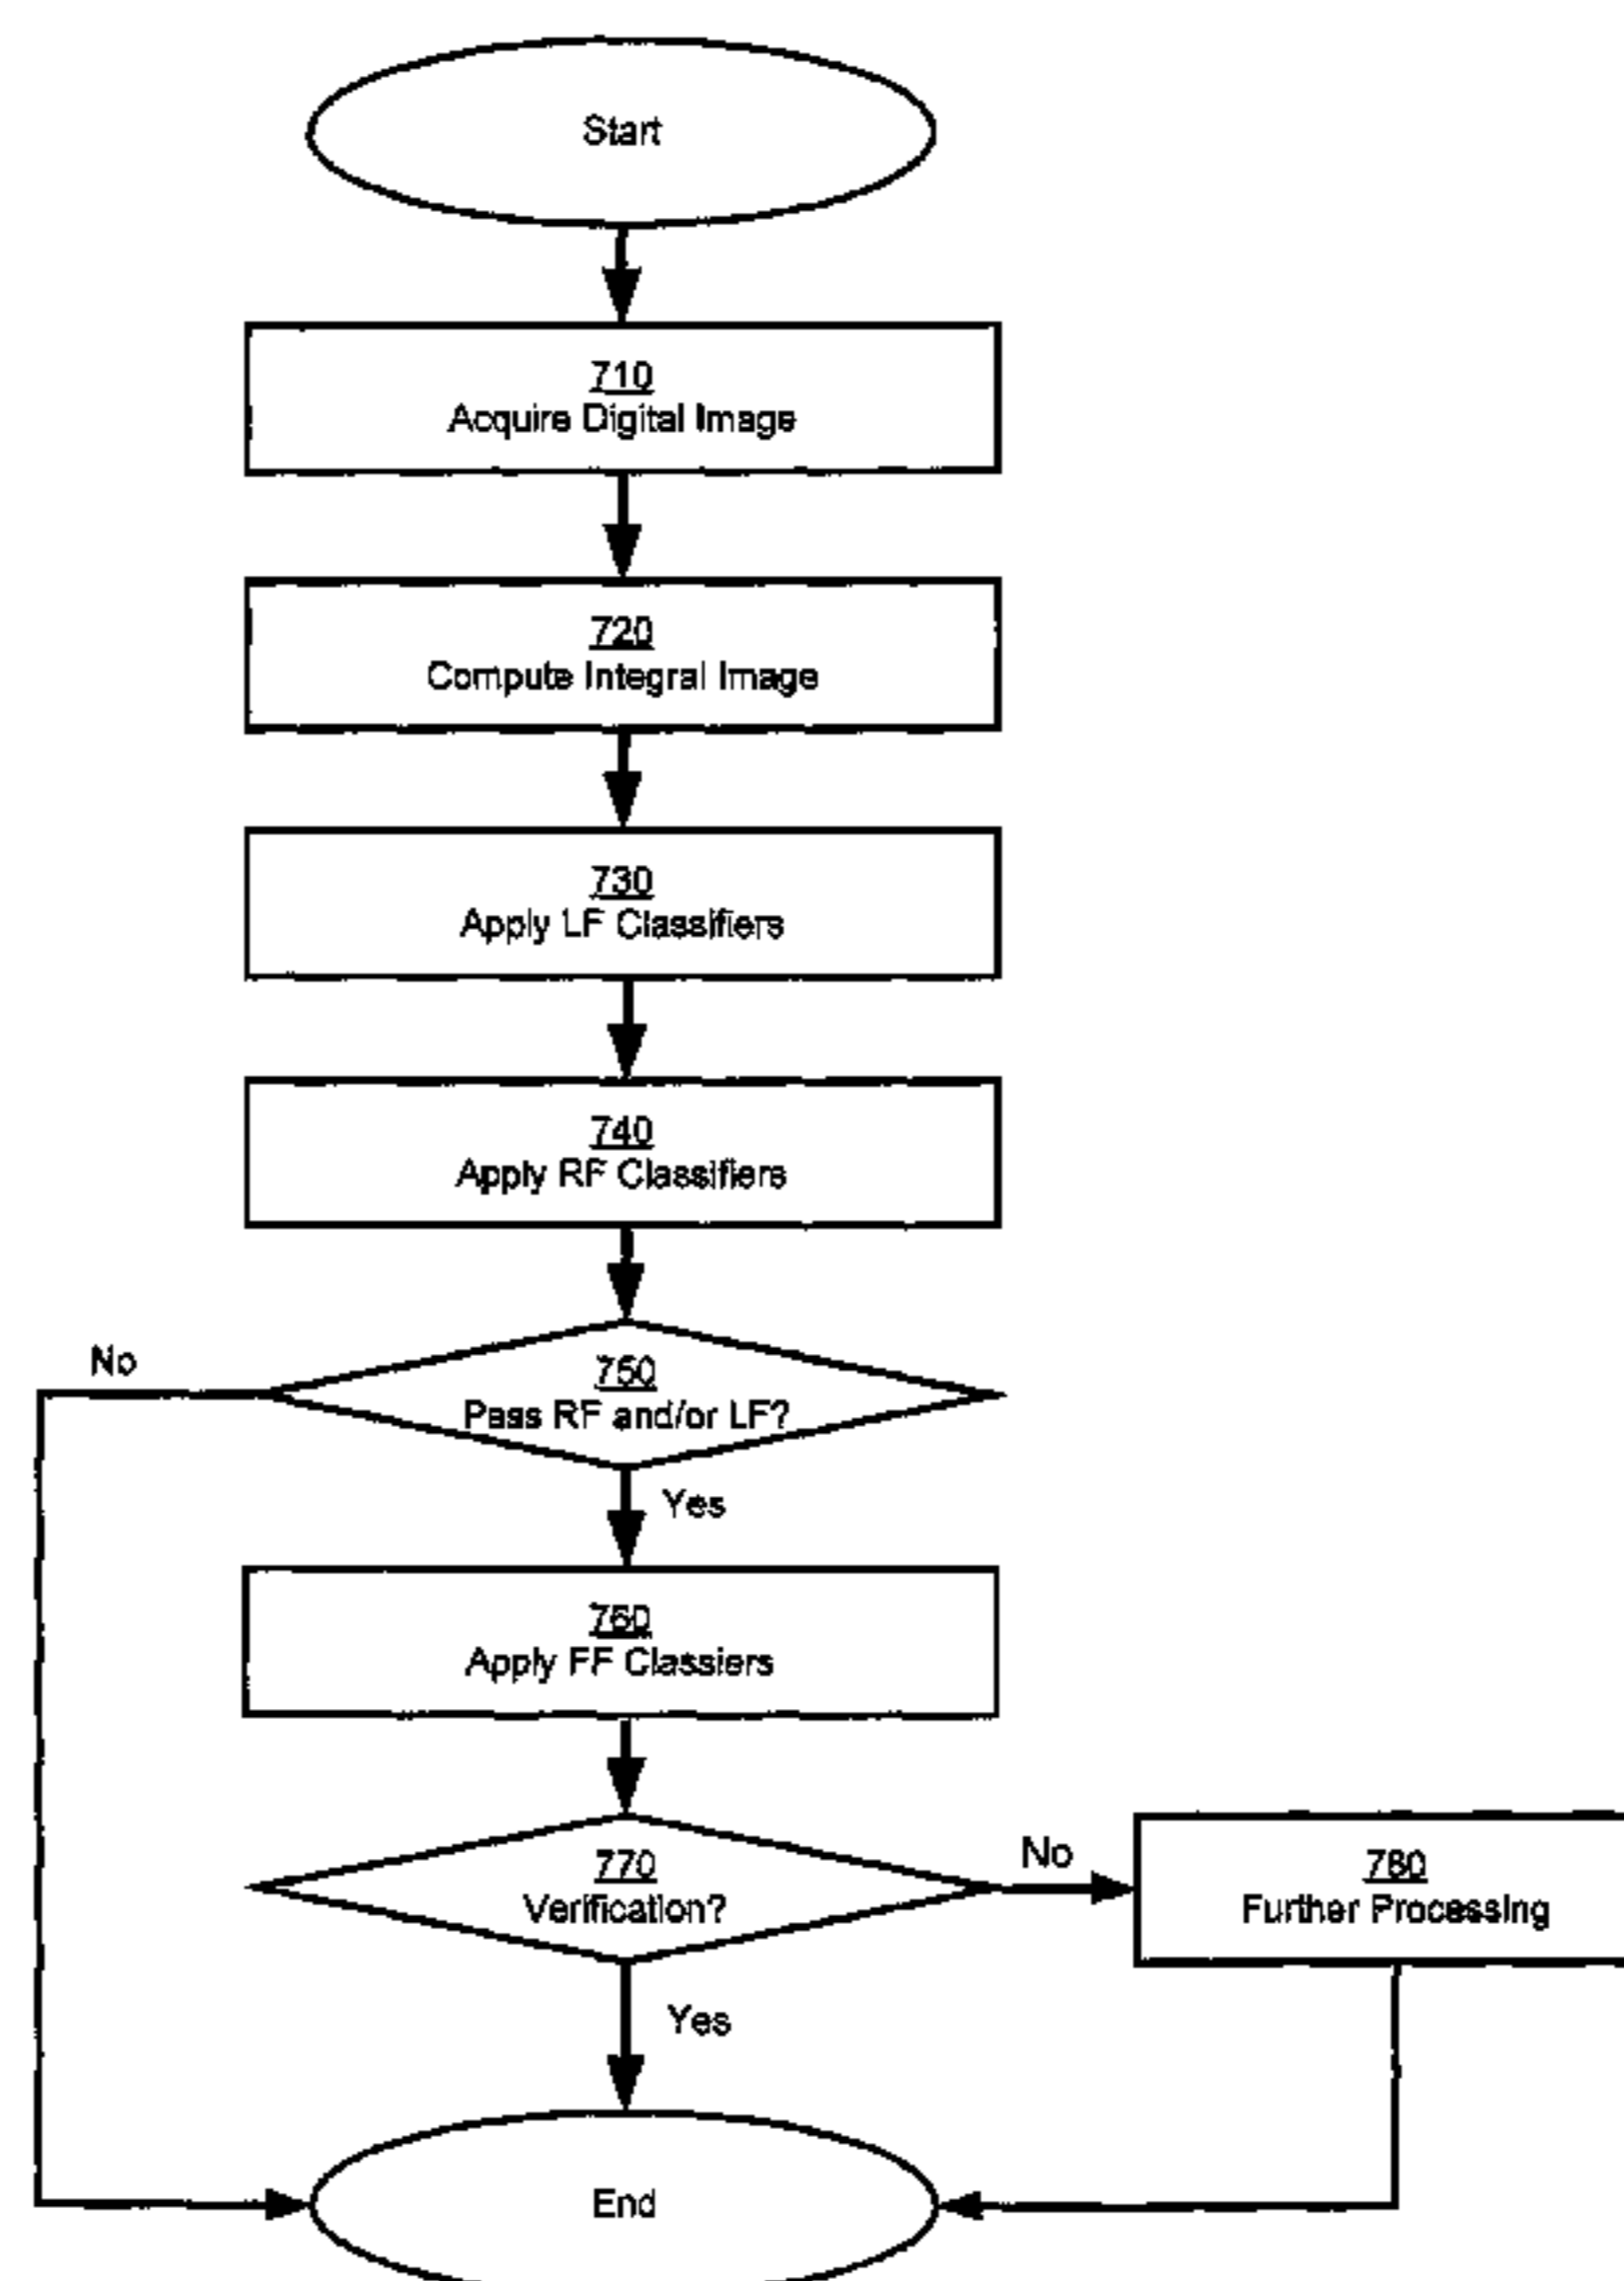 Start
710
Acquire Digital Image
720
Compute Integral Image
730
Apply LF Classifiers
740
Apply RF Classifiers
No
750
Pass RF and/or LF?
Yes
760
Apply FF Classiers
770
Verification?
No
780
Further Processing
Yes
End